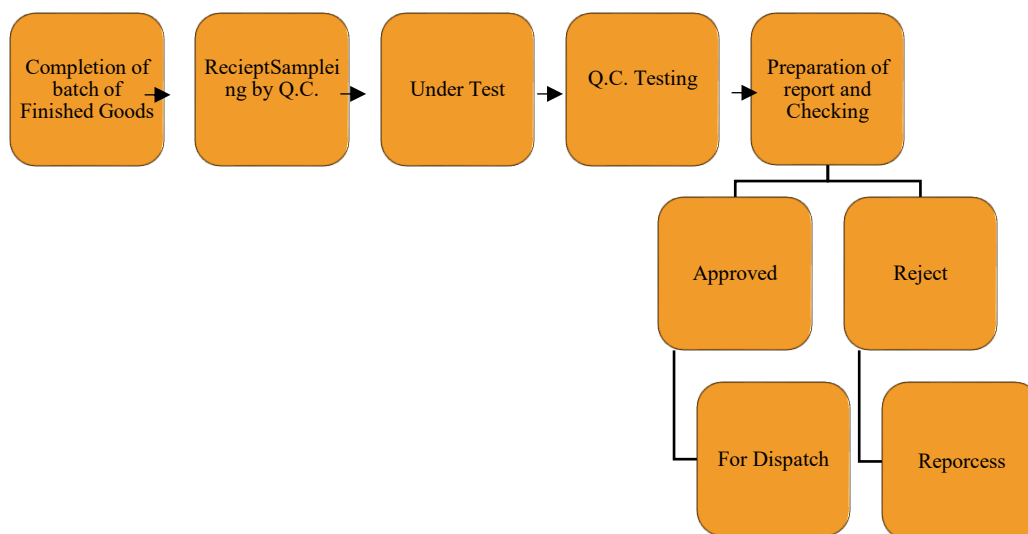 Completion of
batch of
Finished Goods
RecieptSamplei
ng by Q.C.
Under Test
Q.C. Testing
Preparation of
report and
Checking
Approved
Reject
For Dispatch
Reporcess